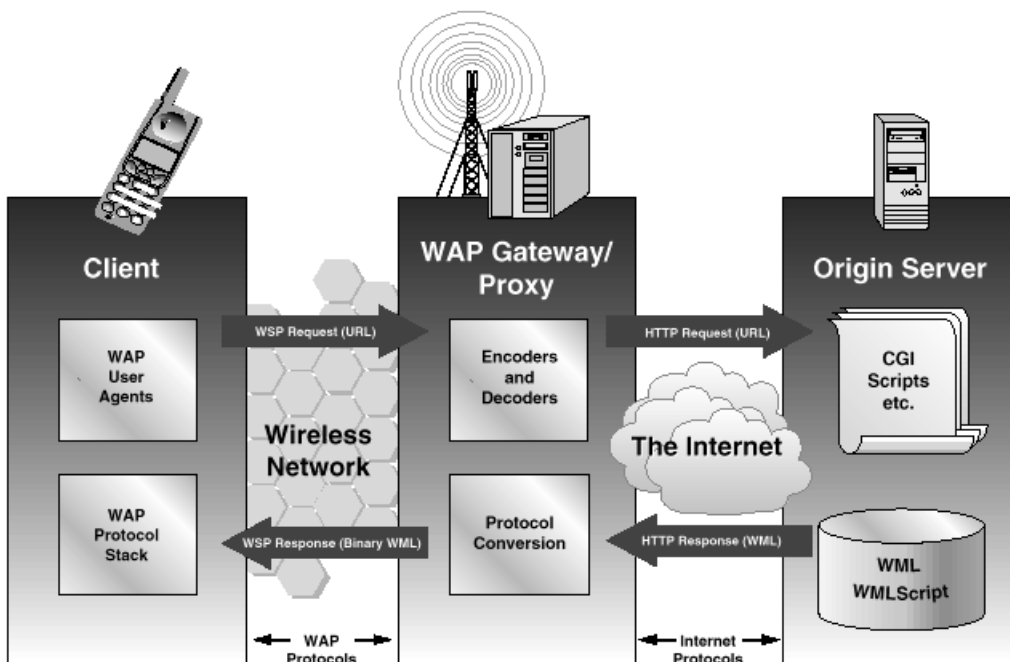 Client
WAP Gateway/
Proxy
Origin Server
WSP Request (URL)
HTTP Request (URL)
WAP
User
Agents
Encoders
and
Decoders
CGI
Scripts
etc.
Wireless
Network
The Internet
WAP
Protocol
Stack
WSP Response (Binary WML)
Protocol
Conversion
HTTP Response (WML)
WML
WMLScript
WAP
Protocols
Internet
Protocols